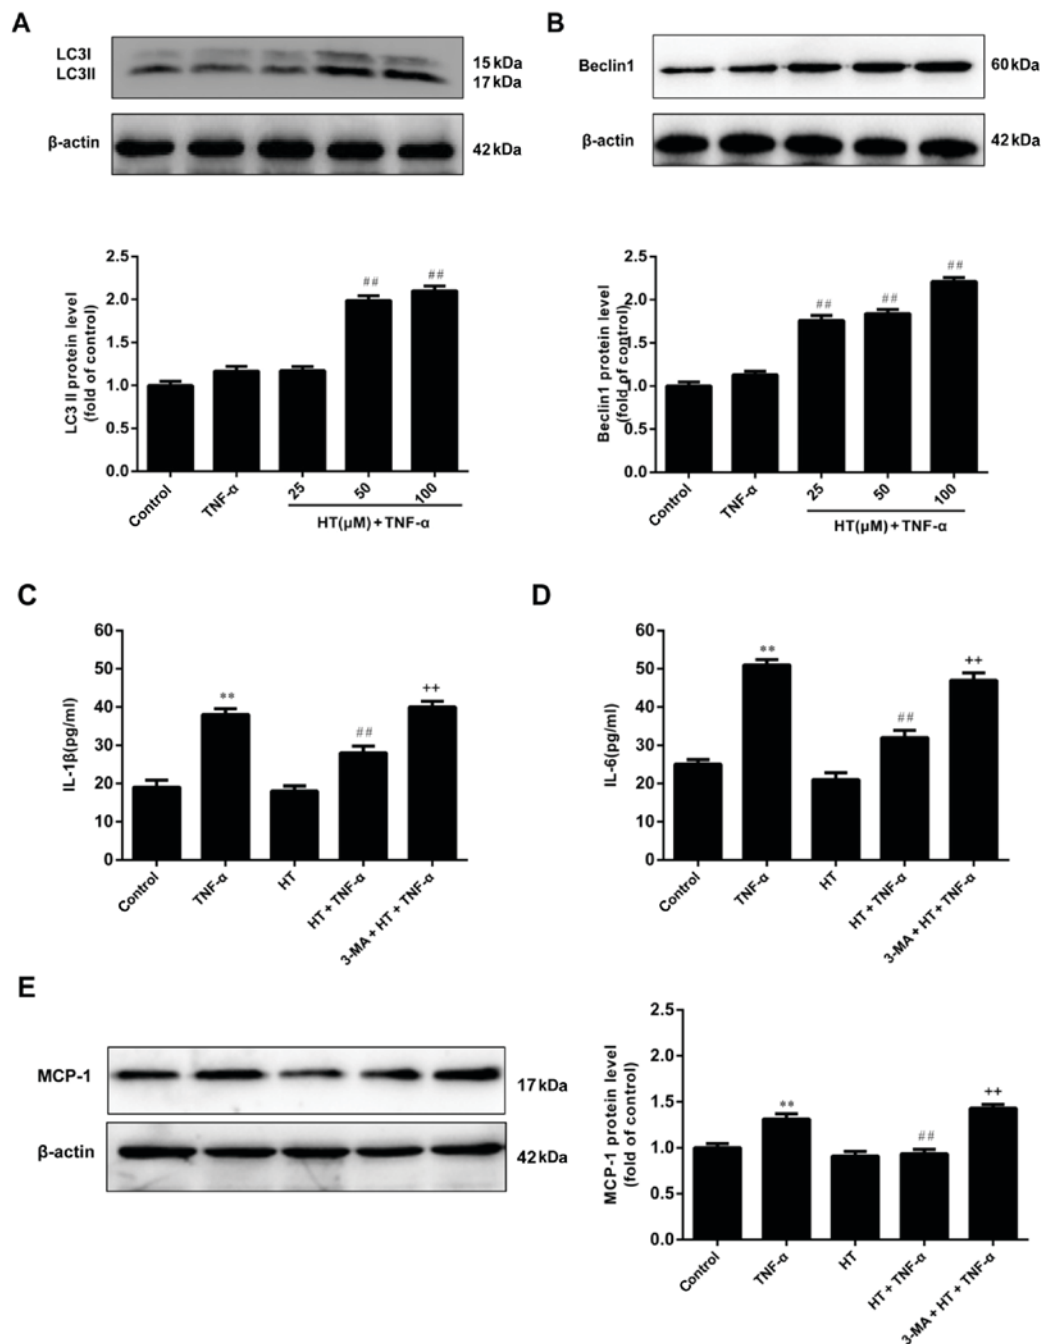 A
LC3I
LC3II
15 kDa
17 kDa
β-actin
42 kDa
LC3 II protein level
(fold of control)
2.5
2.0
1.5
1.0
0.5
0.0
##
##
Control
TNF-α
25
50
100
HT(μM) + TNF-α
B
Beclin1
60 kDa
β-actin
42 kDa
Beclin1 protein level
(fold of control)
2.5
2.0
1.5
1.0
0.5
0.0
##
##
##
Control
TNF-α
25
50
100
HT(μM) + TNF-α
C
IL-1β(pg/ml)
60
50
40
30
20
10
0
**
##
++
Control
TNF-α
HT
HT + TNF-α
3-MA + HT + TNF-α
D
IL-6(pg/ml)
60
50
40
30
20
10
0
**
##
++
Control
TNF-α
HT
HT + TNF-α
3-MA + HT + TNF-α
E
MCP-1
17 kDa
β-actin
42 kDa
MCP-1 protein level
(fold of control)
2.5
2.0
1.5
1.0
0.5
0.0
**
##
++
Control
TNF-α
HT
HT + TNF-α
3-MA + HT + TNF-α